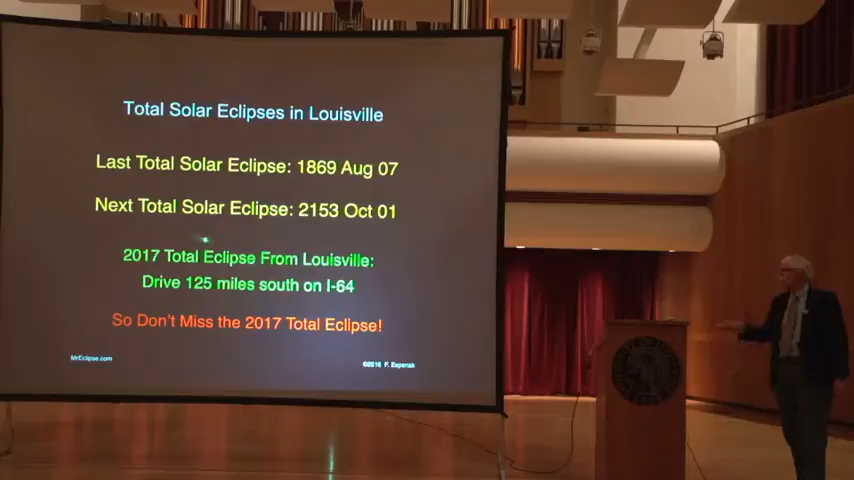 Total Solar Eclipses in Louisville
Last Total Solar Eclipse: 1869 Aug 07
Next Total Solar Eclipse: 2153 Oct 01
2017 Total Eclipse From Louisville:
Drive 125 miles south on I-64
So Don't Miss the 2017 Total Eclipse!
MrEclipse.com
©2016 F. Espenak